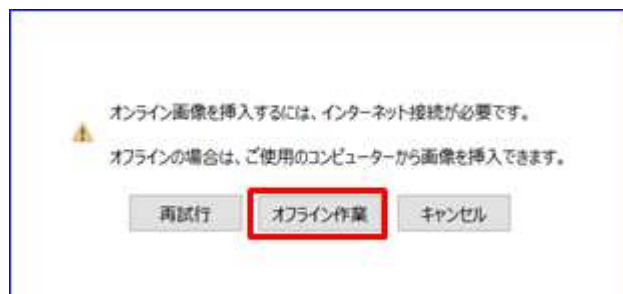 オンライン画像を挿入するには、インターネット接続が必要です。
オフラインの場合は、ご使用のコンピューターから画像を挿入できます。
再試行 オフライン作業 キャンセル